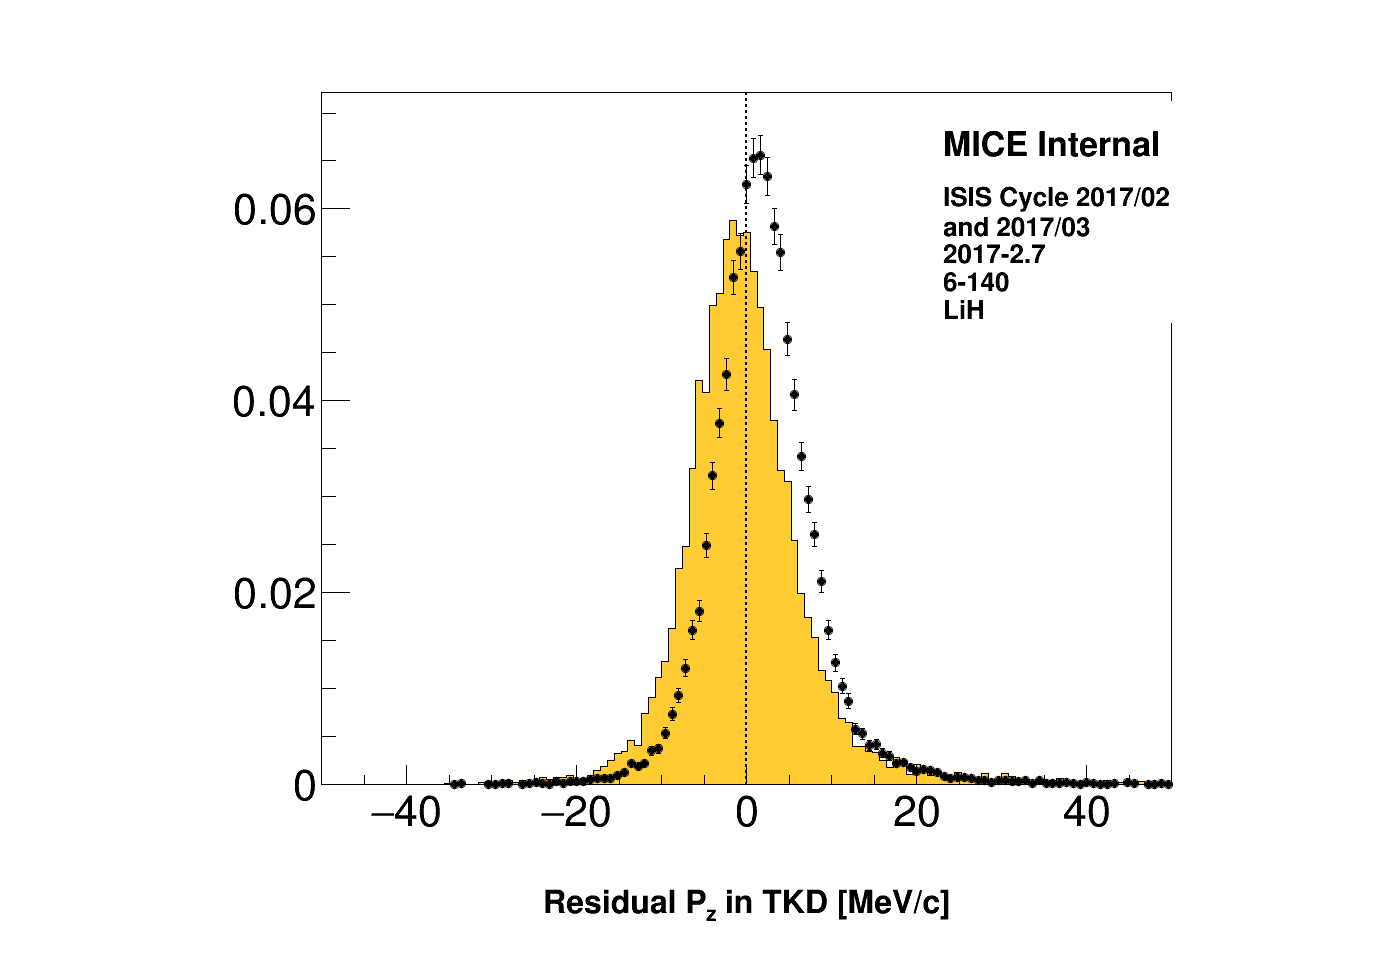 MICE Internal
ISIS Cycle 2017/02
and 2017/03
2017-2.7
6-140
LiH
0.06
0.04
0.02
0
−40 −20 0 20 40
Residual Pz in TKD [MeV/c]